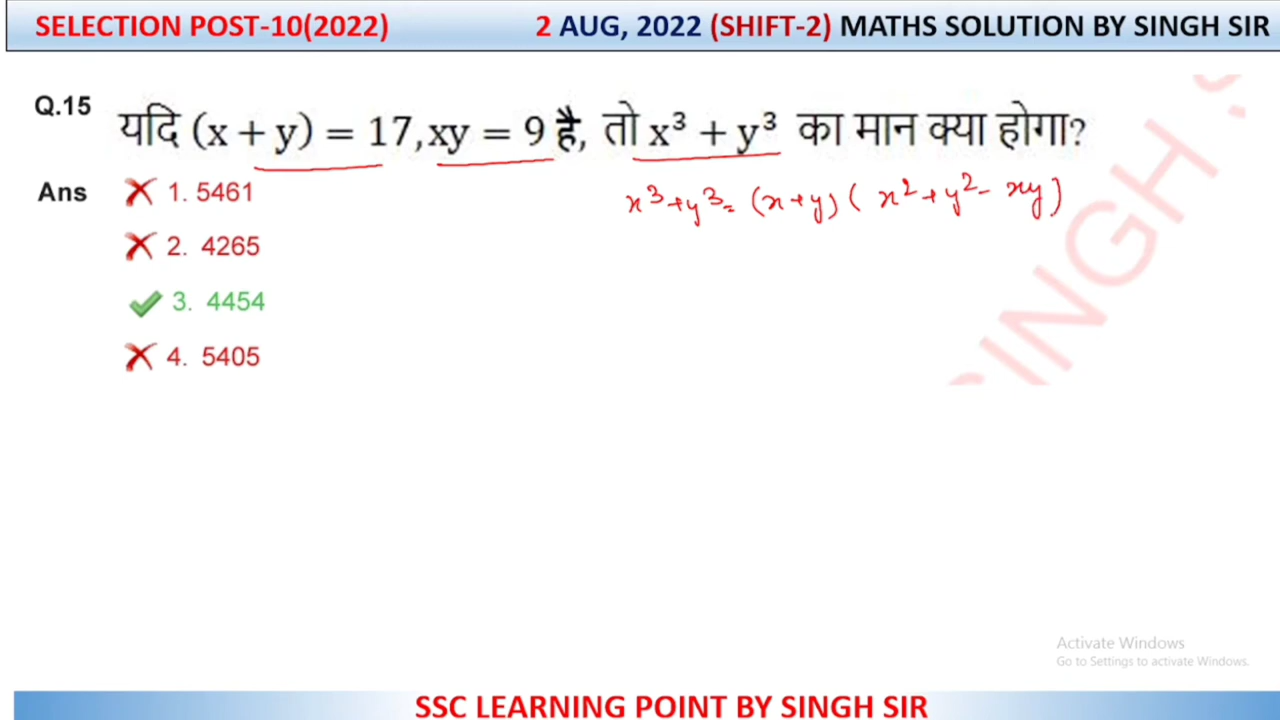 SELECTION POST-10(2022) 2 AUG, 2022 (SHIFT-2) MATHS SOLUTION BY SINGH SIR
Q.15 यदि (x + y) = 17, xy = 9 है, तो x³ + y³ का मान क्या होगा?
Ans 1. 5461
x³+y³= (x+y) ( x²+y²- xy)
2. 4265
3. 4454
4. 5405
SINGH S
Activate Windows
Go to Settings to activate Windows.
SSC LEARNING POINT BY SINGH SIR